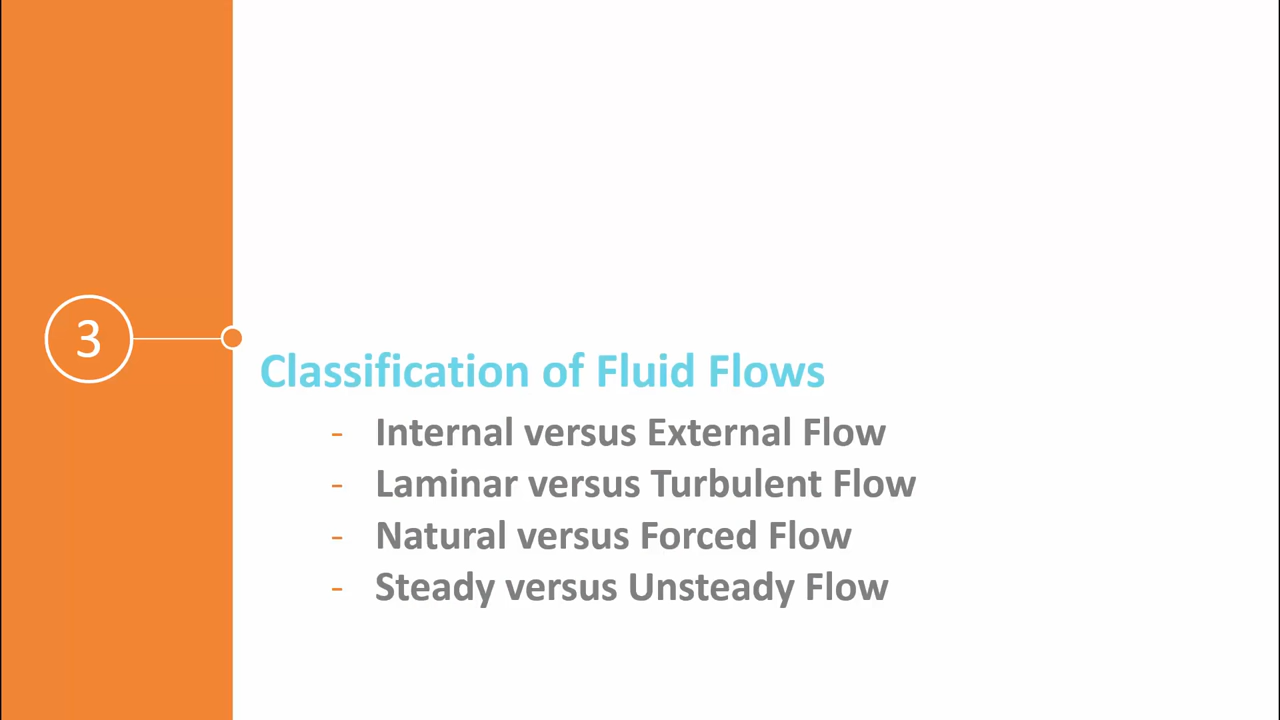 3
Classification of Fluid Flows
- Internal versus External Flow
- Laminar versus Turbulent Flow
- Natural versus Forced Flow
- Steady versus Unsteady Flow